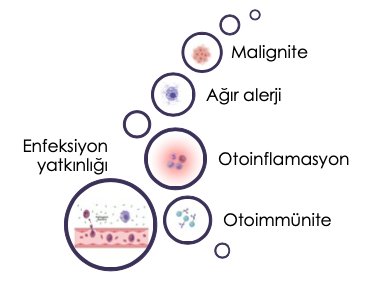 Malignite
Ağır alerji
Enfeksiyon
yatkınlığı
Otoinflamasyon
Otoimmünite